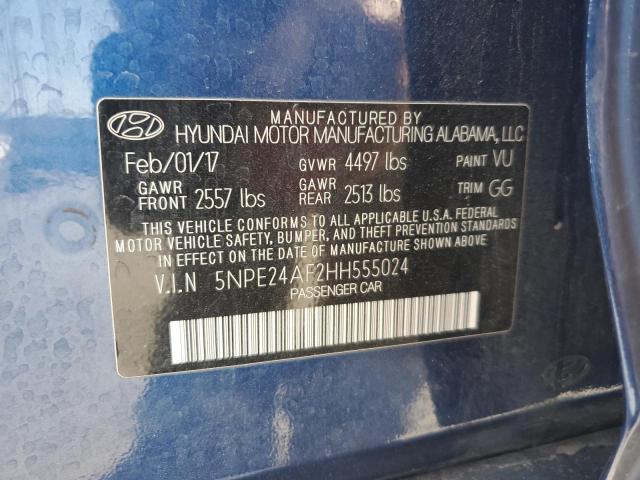 MANUFACTURED BY
HYUNDAI MOTOR MANUFACTURING ALABAMA, LLC
Feb/01/17 GVWR 4497 lbs PAINT VU
GAWR FRONT 2557 lbs GAWR REAR 2513 lbs TRIM GG
THIS VEHICLE CONFORMS TO ALL APPLICABLE U.S.A. FEDERAL
MOTOR VEHICLE SAFETY, BUMPER, AND THEFT PREVENTION STANDARDS
IN EFFECT ON THE DATE OF MANUFACTURE SHOWN ABOVE
V.I.N 5NPE24AF2HH555024
PASSENGER CAR